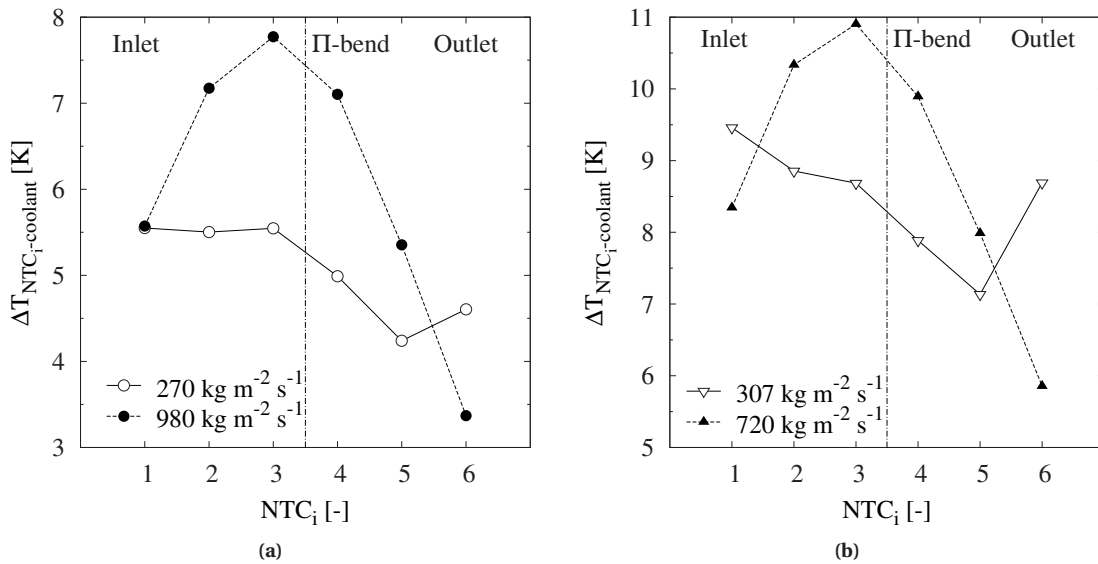 8
7
6
5
4
3
Inlet
Π-bend
Outlet
ΔT_NTC_i-coolant [K]
270 kg m⁻² s⁻¹
980 kg m⁻² s⁻¹
1 2 3 4 5 6
NTC_i [-]
(a)
11
10
9
8
7
6
5
Inlet
Π-bend
Outlet
ΔT_NTC_i-coolant [K]
307 kg m⁻² s⁻¹
720 kg m⁻² s⁻¹
1 2 3 4 5 6
NTC_i [-]
(b)